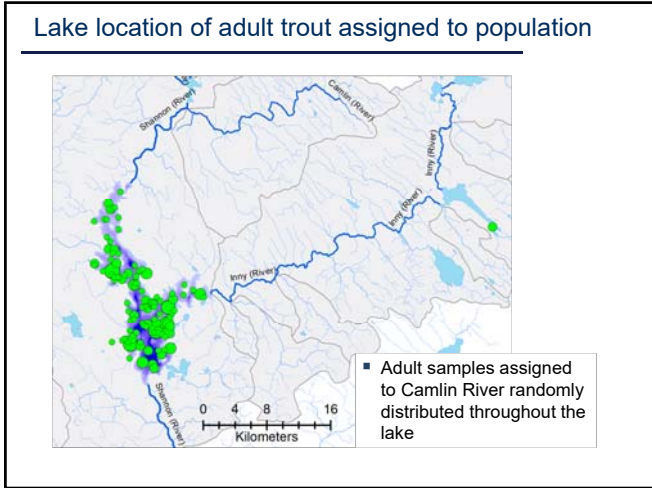 Lake location of adult trout assigned to population
Shannon (River)
Camlin (River)
Inny (River)
Inny (River)
Inny (River)
Shannon (River)
▪ Adult samples assigned
to Camlin River randomly
distributed throughout the
lake
0 4 8 16
Kilometers